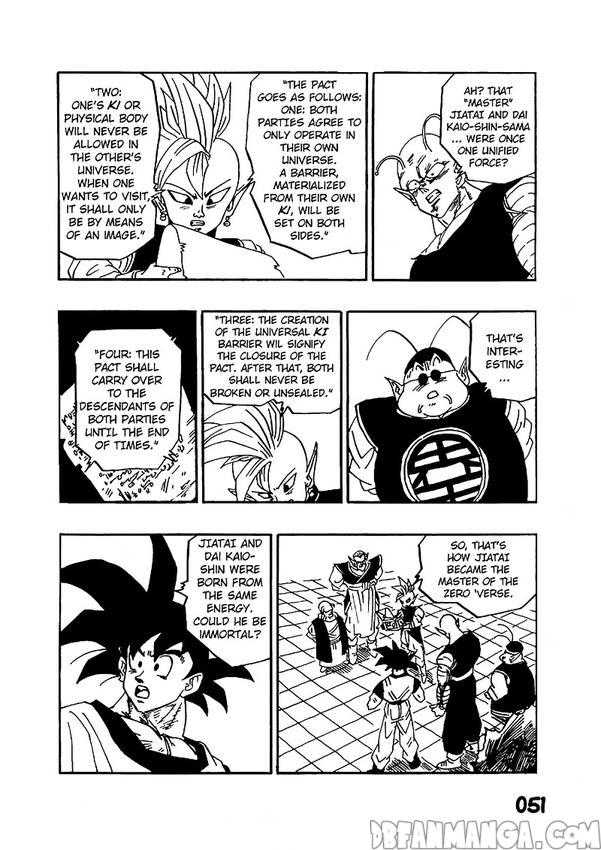 AH? THAT
"MASTER"
JIATAI AND DAI
KAIO-SHIN-SAMA
... WERE ONCE
ONE UNIFIED
FORCE?
"THE PACT
GOES AS FOLLOWS:
ONE: BOTH
PARTIES AGREE TO
ONLY OPERATE IN
THEIR OWN
UNIVERSE.
A BARRIER,
MATERIALIZED
FROM THEIR OWN
KI, WILL BE
SET ON BOTH
SIDES."
"TWO:
ONE'S KI OR
PHYSICAL BODY
WILL NEVER BE
ALLOWED IN
THE OTHER'S
UNIVERSE.
WHEN ONE
WANTS TO VISIT,
IT SHALL ONLY
BE BY MEANS
OF AN IMAGE."
THAT'S
INTER-
ESTING
...
"THREE: THE CREATION
OF THE UNIVERSAL KI
BARRIER WIL SIGNIFY
THE CLOSURE OF THE
PACT. AFTER THAT, BOTH
SHALL NEVER BE
BROKEN OR UNSEALED."
"FOUR: THIS
PACT SHALL
CARRY OVER
TO THE
DESCENDANTS OF
BOTH PARTIES
UNTIL THE END
OF TIMES."
SO, THAT'S
HOW JIATAI
BECAME THE
MASTER OF THE
ZERO 'VERSE.
JIATAI AND
DAI KAIO-
SHIN WERE
BORN FROM
THE SAME
ENERGY.
COULD HE BE
IMMORTAL?
051
DBFANMANGA.COM